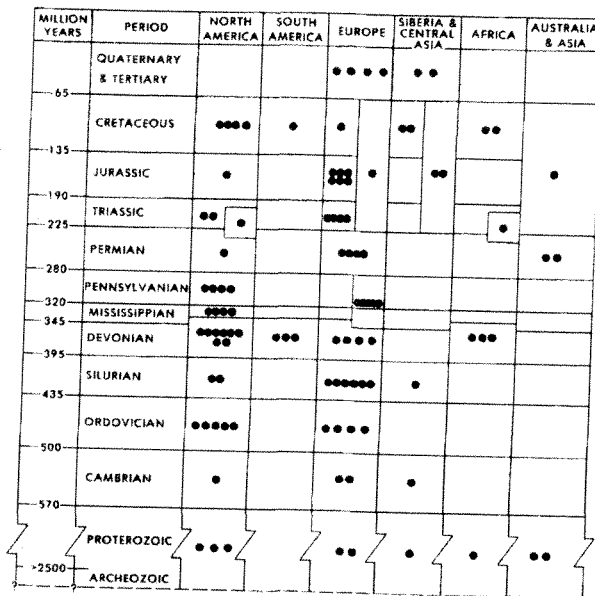 MILLION YEARS
PERIOD
NORTH AMERICA
SOUTH AMERICA
EUROPE
SIBERIA & CENTRAL ASIA
AFRICA
AUSTRALIA & ASIA
QUATERNARY
& TERTIARY
65
CRETACEOUS
135
JURASSIC
190
TRIASSIC
225
PERMIAN
280
PENNSYLVANIAN
320
MISSISSIPPIAN
345
DEVONIAN
395
SILURIAN
435
ORDOVICIAN
500
CAMBRIAN
570
PROTEROZOIC
>2500
ARCHEOZOIC
?